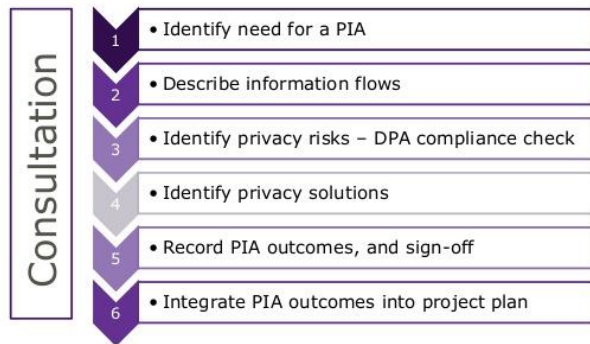 Consultation
1
• Identify need for a PIA
2
• Describe information flows
3
• Identify privacy risks – DPA compliance check
4
• Identify privacy solutions
5
• Record PIA outcomes, and sign-off
6
• Integrate PIA outcomes into project plan